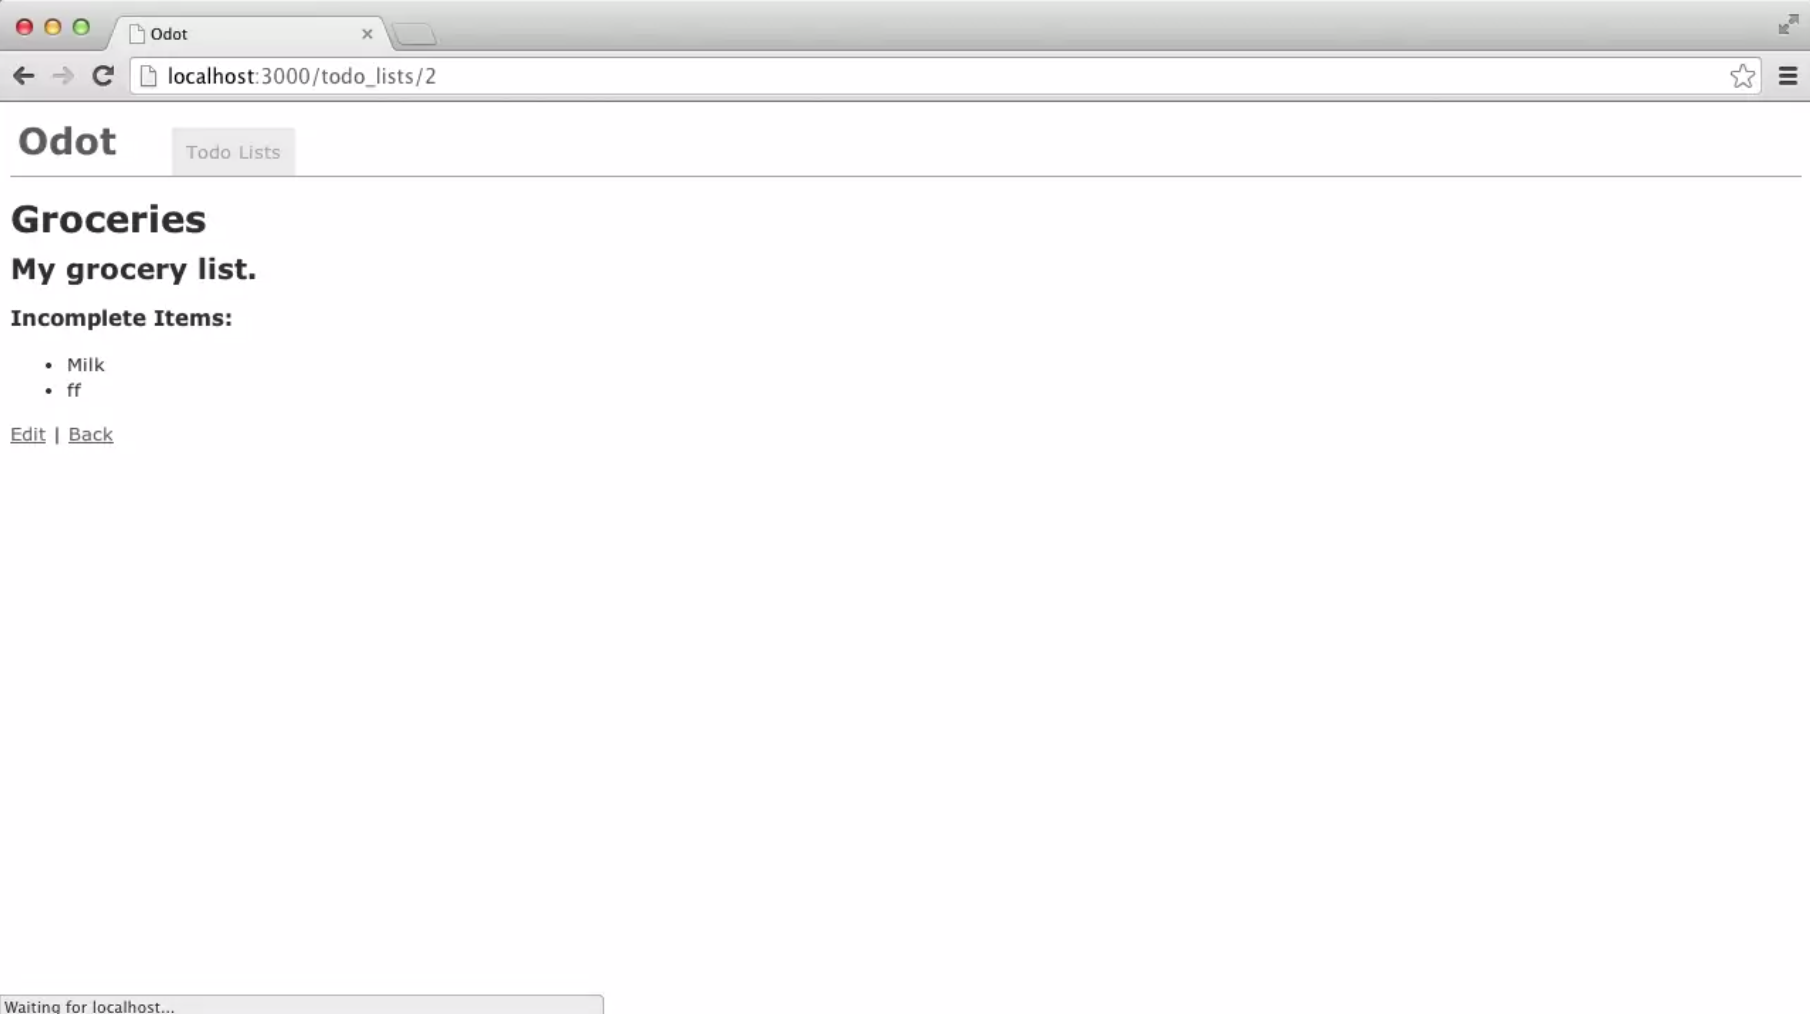 Odot
localhost:3000/todo_lists/2
Odot
Todo Lists
Groceries
My grocery list.
Incomplete Items:
• Milk
• ff
Edit | Back
Waiting for localhost...